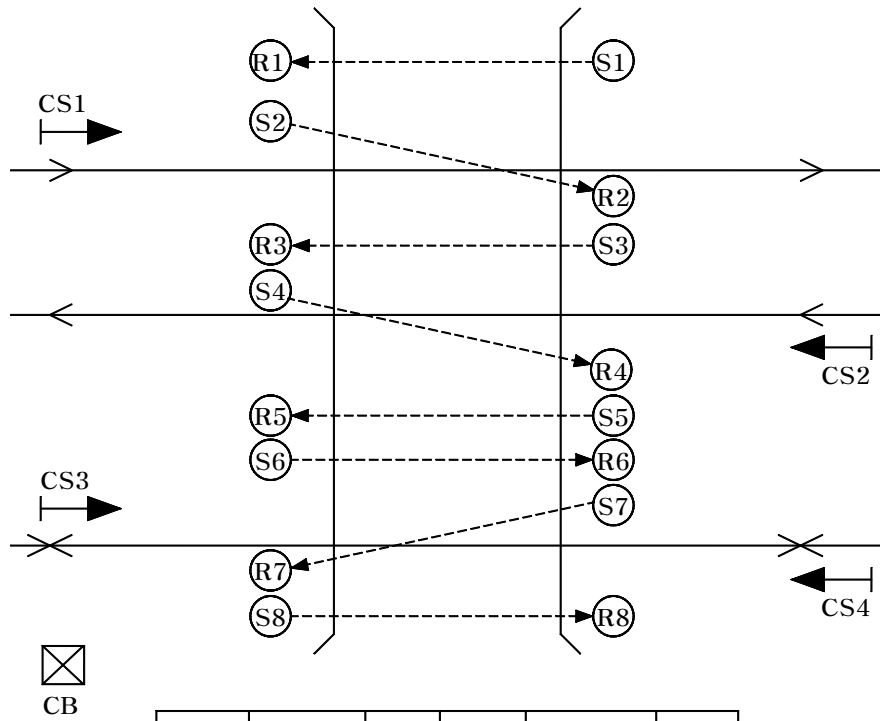 R1 S1
CS1
S2
R2
R3 S3
S4
R4
CS2
R5 S5
S6 R6
CS3
S7
R7
CS4
S8 R8
CB